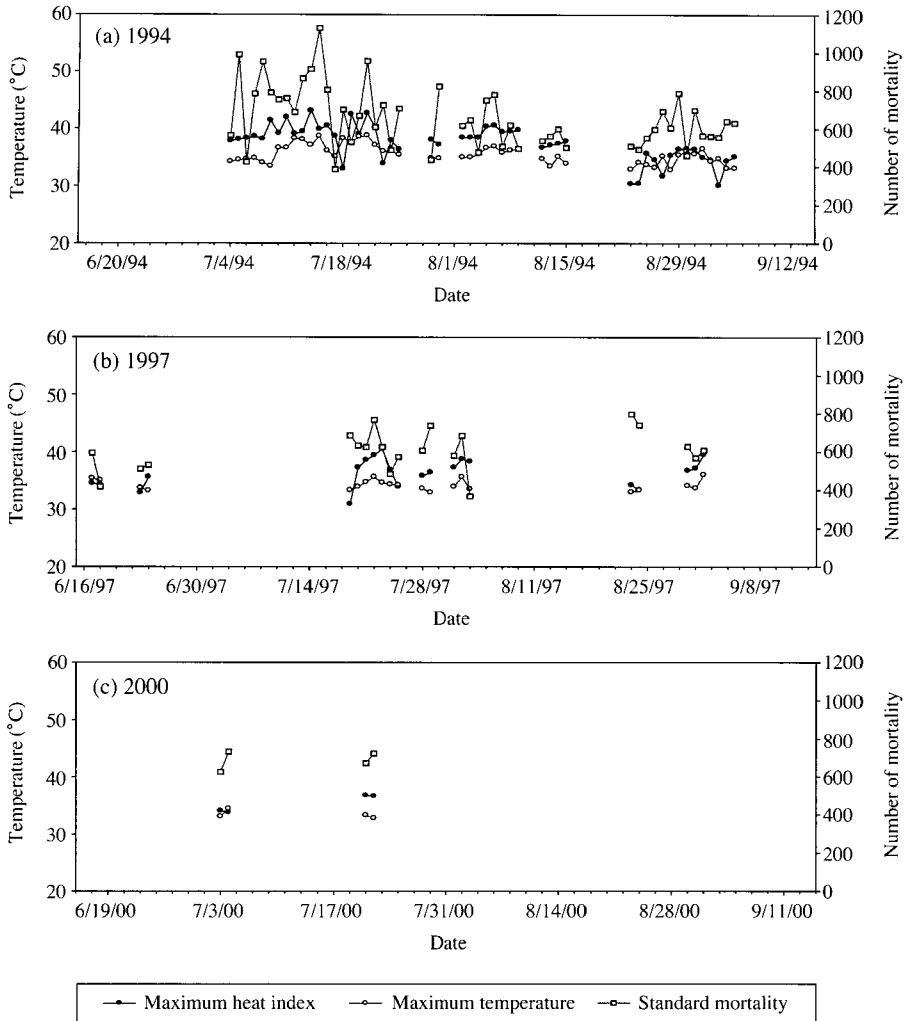 (a) 1994
Temperature (°C)
60
50
40
30
20
1200
1000
800
600
400
200
0
Number of mortality
6/20/94 7/4/94 7/18/94 8/1/94 8/15/94 8/29/94 9/12/94
Date
(b) 1997
Temperature (°C)
60
50
40
30
20
1200
1000
800
600
400
200
0
Number of mortality
6/16/97 6/30/97 7/14/97 7/28/97 8/11/97 8/25/97 9/8/97
Date
(c) 2000
Temperature (°C)
60
50
40
30
20
1200
1000
800
600
400
200
0
Number of mortality
6/19/00 7/3/00 7/17/00 7/31/00 8/14/00 8/28/00 9/11/00
Date
Maximum heat index Maximum temperature Standard mortality